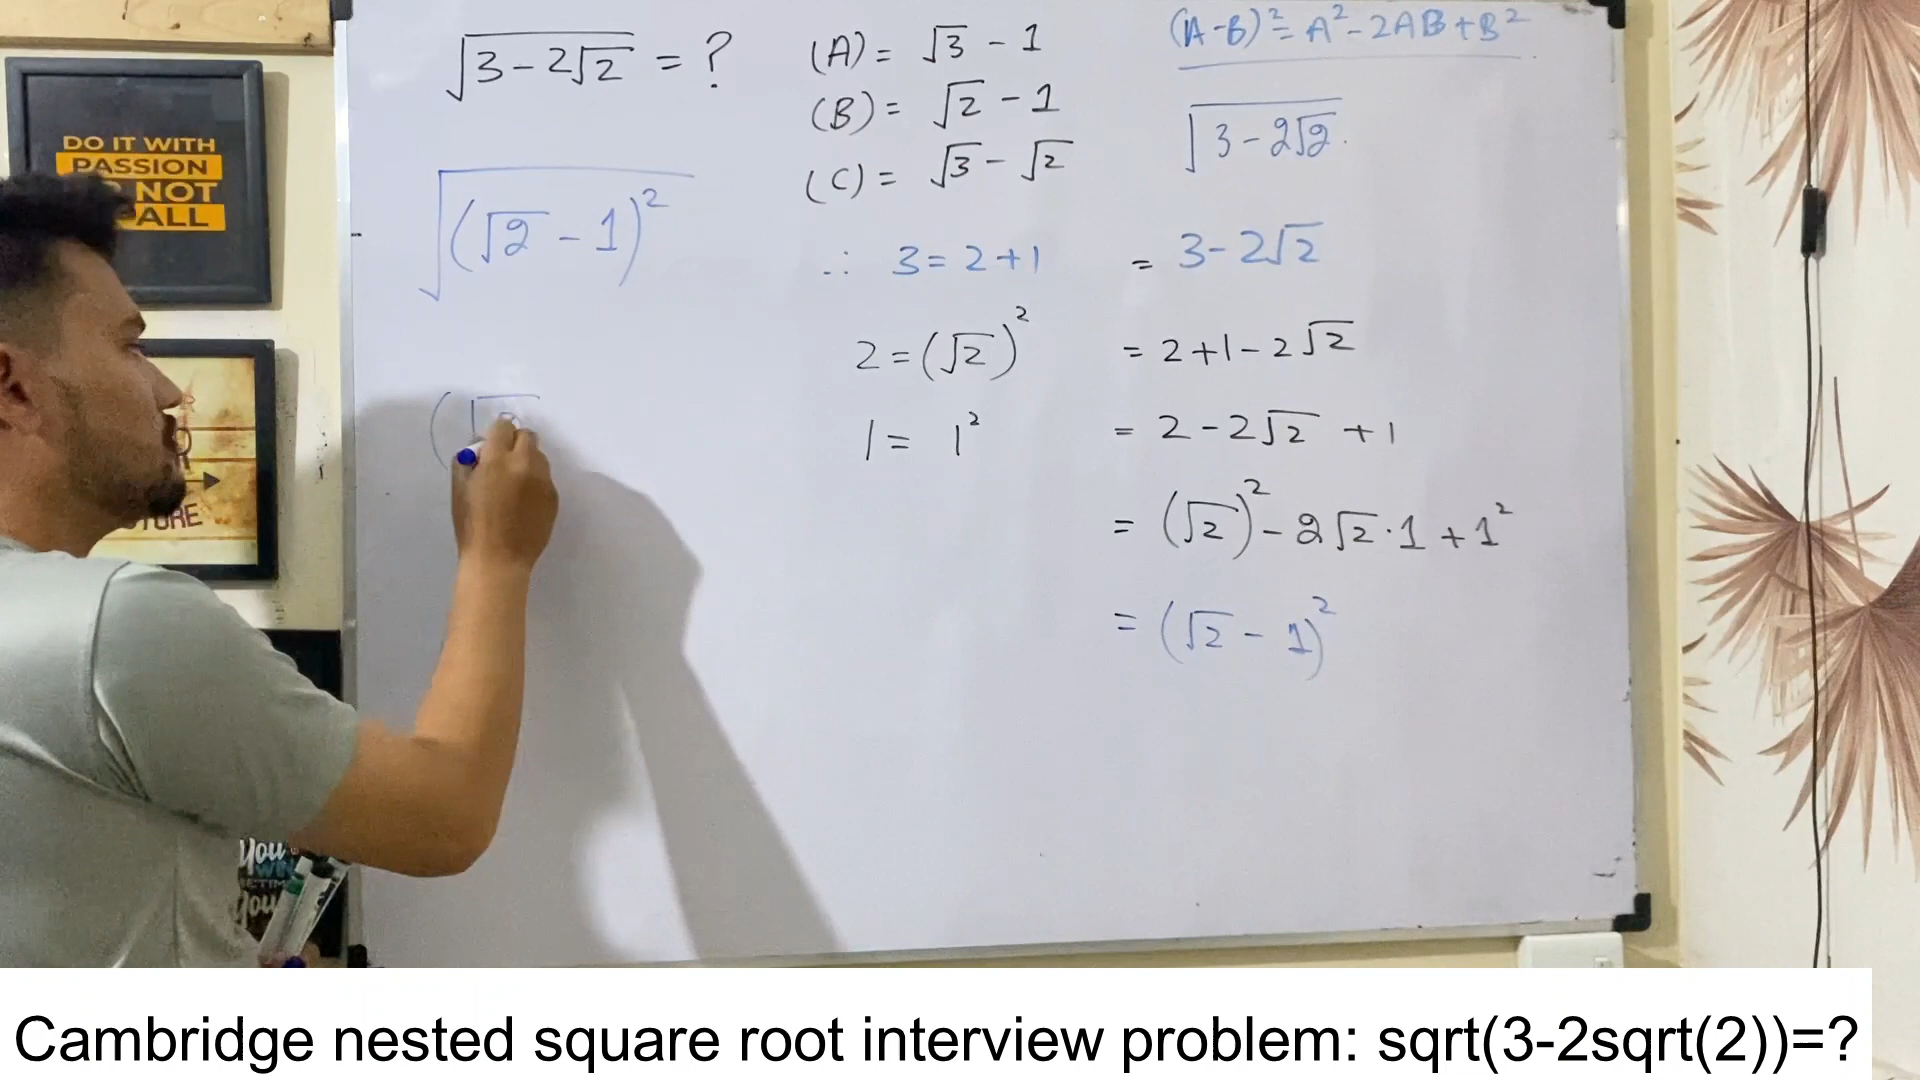 √(3-2√2) = ?
(A) = √3 - 1
(B) = √2 - 1
(C) = √3 - √2
(A-B)² = A² - 2AB + B²
√(3-2√2).
√((√2 - 1)²)
∴ 3 = 2+1
2 = (√2)²
1 = 1²
= 3-2√2
= 2+1-2√2
= 2-2√2 +1
= (√2)² - 2√2·1 + 1²
= (√2 - 1)²
(√
DO IT WITH
PASSION
NOT
ALL
You
WIN
You
Cambridge nested square root interview problem: sqrt(3-2sqrt(2))=?